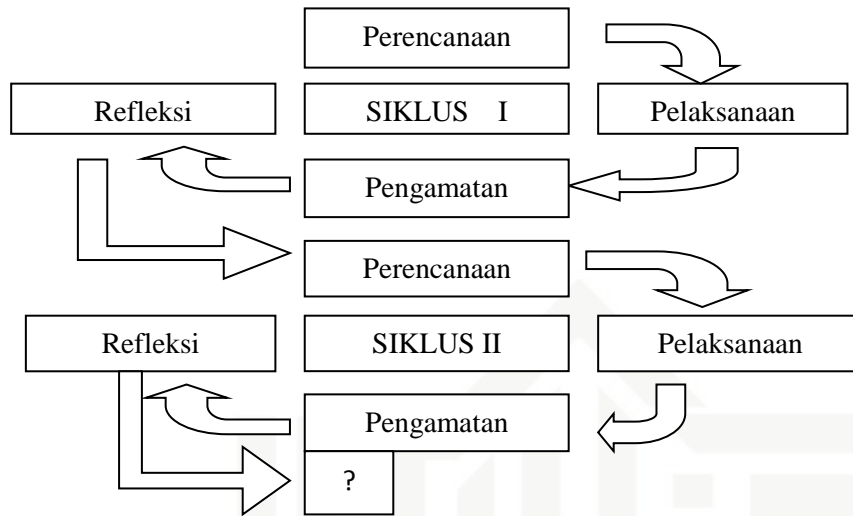 Perencanaan
Refleksi
SIKLUS I
Pelaksanaan
Pengamatan
Perencanaan
Refleksi
SIKLUS II
Pelaksanaan
Pengamatan
?